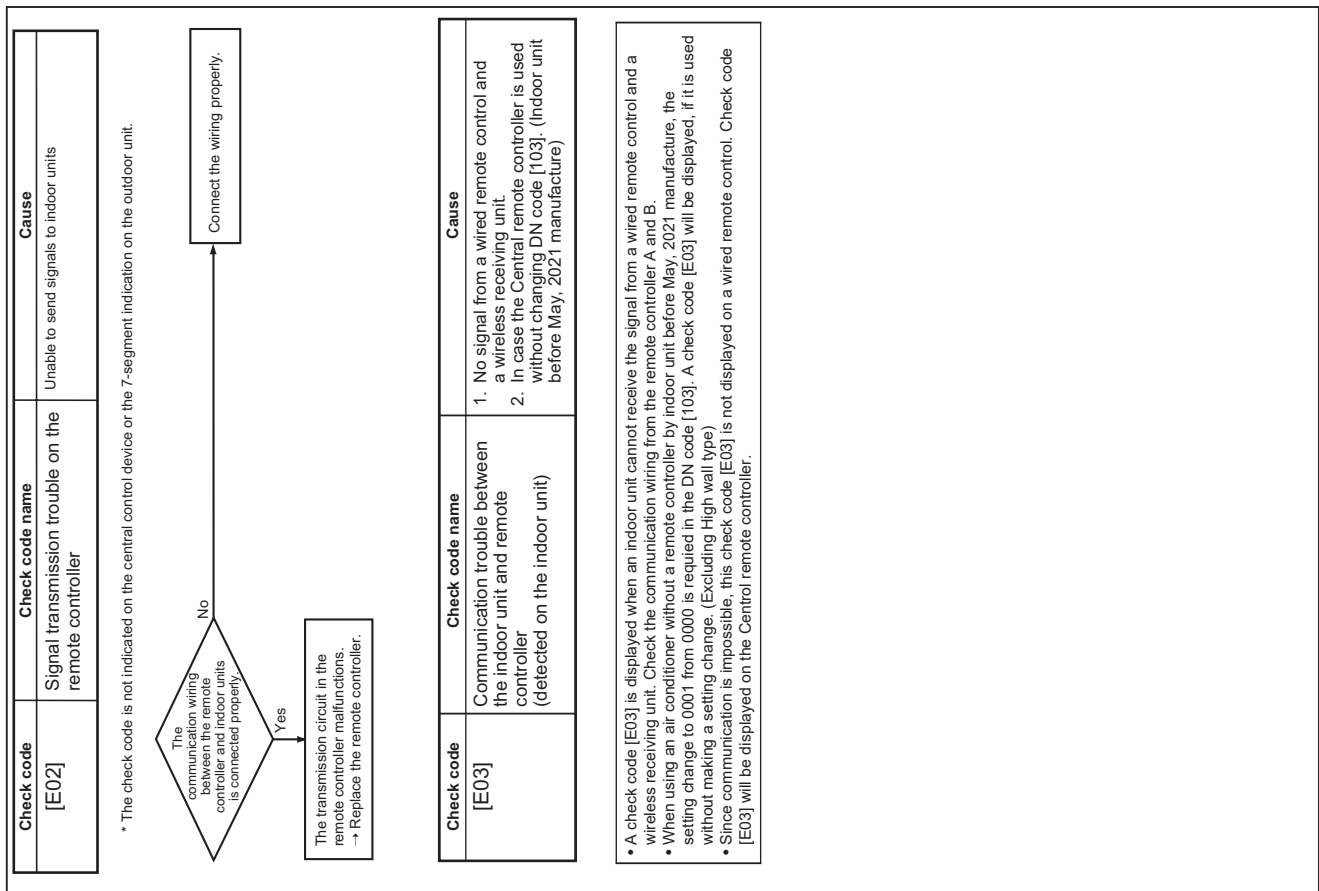 Check code
Check code name
Cause
[E02]
Signal transmission trouble on the
remote controller
Unable to send signals to indoor units
* The check code is not indicated on the central control device or the 7-segment indication on the outdoor unit.
The
communication wiring
between the remote
controller and indoor units
is connected properly.
No
Connect the wiring properly.
Yes
The transmission circuit in the
remote controller malfunctions.
→ Replace the remote controller.
Check code
Check code name
Cause
[E03]
Communication trouble between
the indoor unit and remote
controller
(detected on the indoor unit)
1. No signal from a wired remote control and
a wireless receiving unit.
2. In case the Central remote controller is used
without changing DN code [103]. (Indoor unit
before May, 2021 manufacture)
• A check code [E03] is displayed when an indoor unit cannot receive the signal from a wired remote control and a
wireless receiving unit. Check the communication wiring from the remote controller A and B.
• When using an air conditioner without a remote controller by indoor unit before May, 2021 manufacture, the
setting change to 0001 from 0000 is requied in the DN code [103]. A check code [E03] will be displayed, if it is used
without making a setting change. (Excluding High wall type)
• Since communication is impossible, this check code [E03] is not displayed on a wired remote control. Check code
[E03] will be displayed on the Central remote controller.